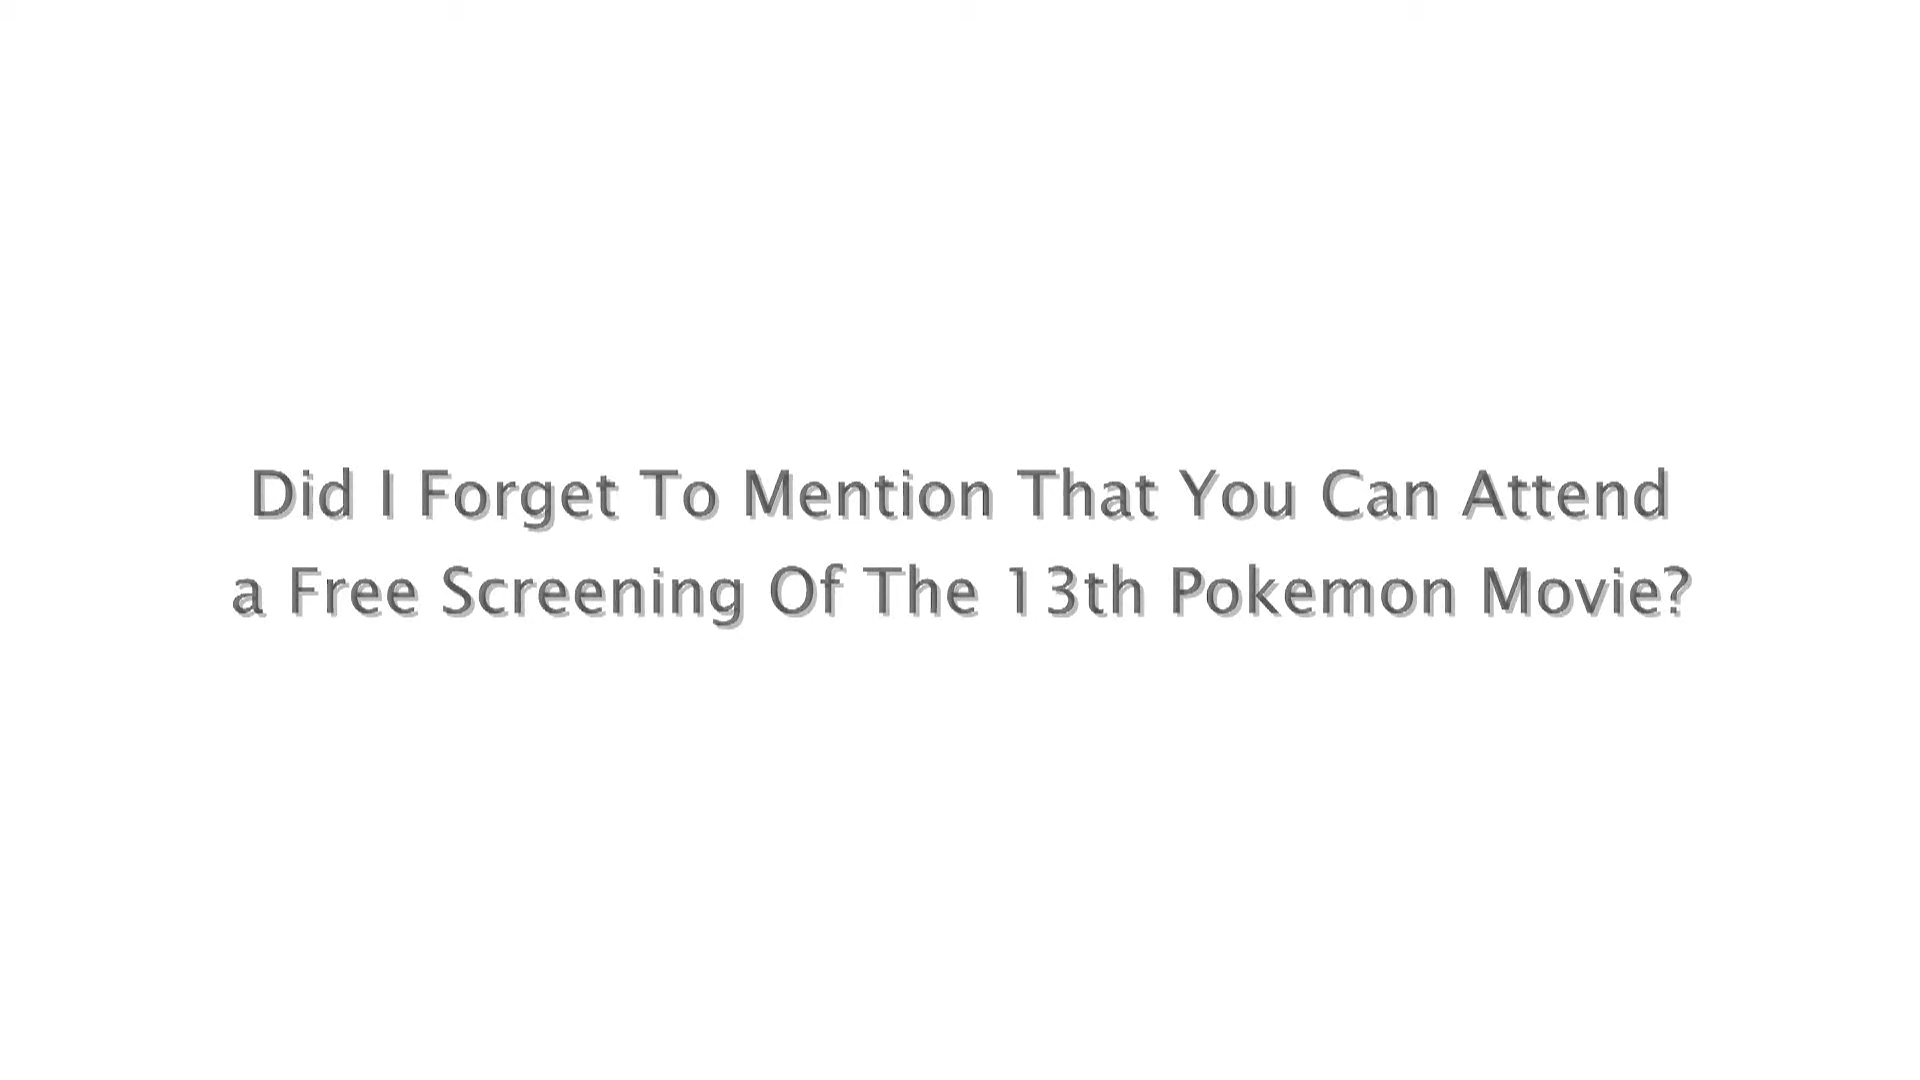 Did I Forget To Mention That You Can Attend
a Free Screening Of The 13th Pokemon Movie?